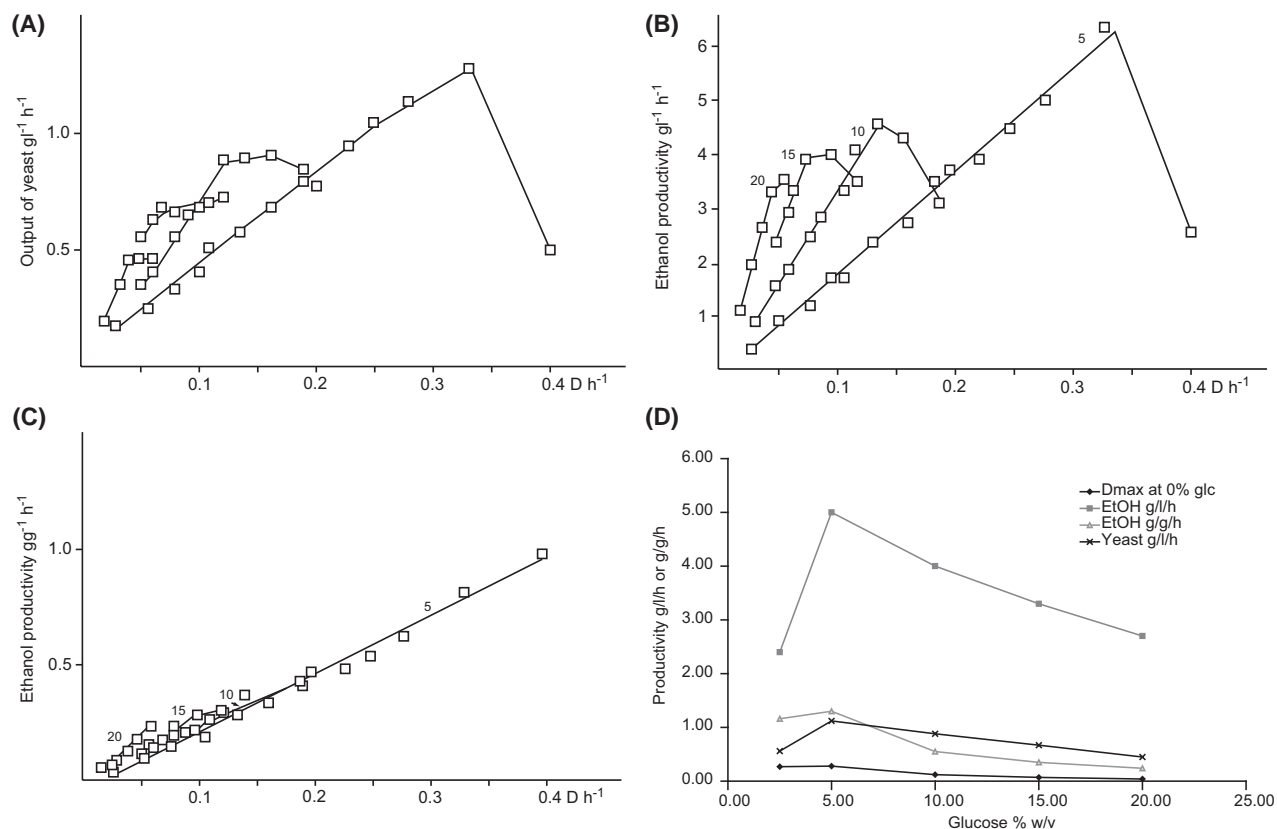 (A)
Output of yeast gl-1 h-1
1.0
0.5
0.1
0.2
0.3
0.4 D h-1
(B)
Ethanol productivity gl-1 h-1
6
5
4
3
2
1
20
15
10
5
0.1
0.2
0.3
0.4 D h-1
(C)
Ethanol productivity gg-1 h-1
1.0
0.5
20
15
10
5
0.1
0.2
0.3
0.4 D h-1
(D)
Productivity g/l/h or g/g/h
6.00
5.00
4.00
3.00
2.00
1.00
0.00
Dmax at 0% glc
EtOH g/l/h
EtOH g/g/h
Yeast g/l/h
0.00
5.00
10.00
15.00
20.00
25.00
Glucose % w/v